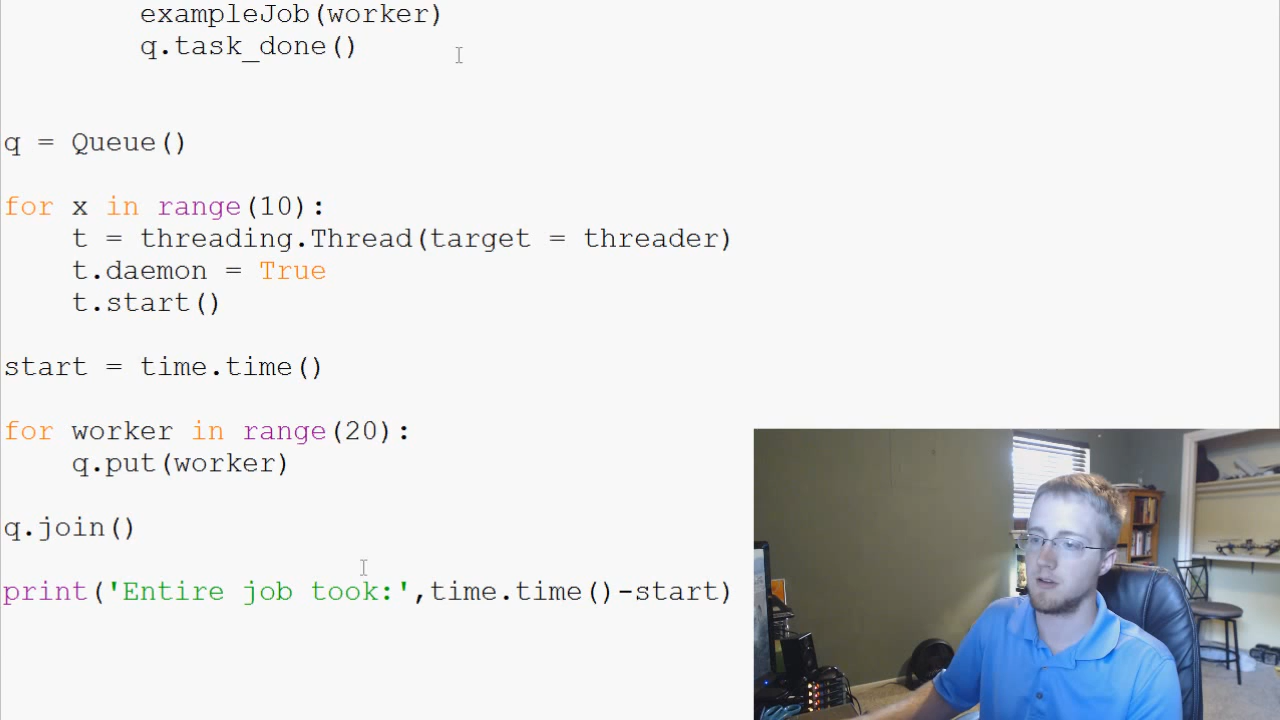 exampleJob(worker)
q.task_done()
q = Queue()
for x in range(10):
t = threading.Thread(target = threader)
t.daemon = True
t.start()
start = time.time()
for worker in range(20):
q.put(worker)
q.join()
print('Entire job took:',time.time()-start)